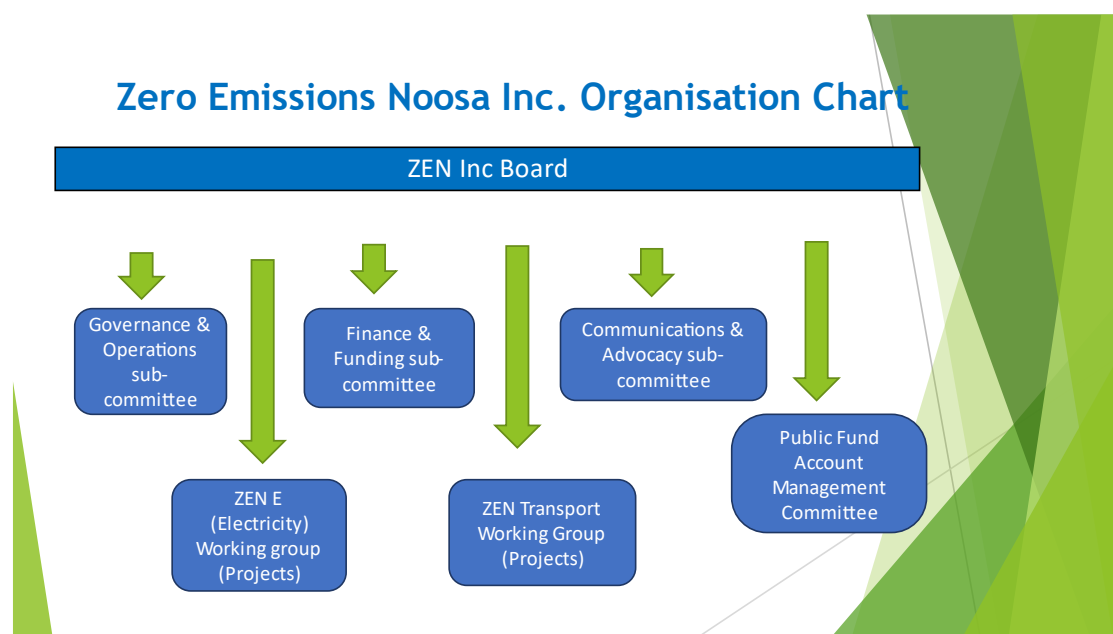 Zero Emissions Noosa Inc. Organisation Chart
ZEN Inc Board
Governance &
Operations
sub-
committee
Finance &
Funding sub-
committee
Communications &
Advocacy sub-
committee
Public Fund
Account
Management
Committee
ZEN E
(Electricity)
Working group
(Projects)
ZEN Transport
Working Group
(Projects)